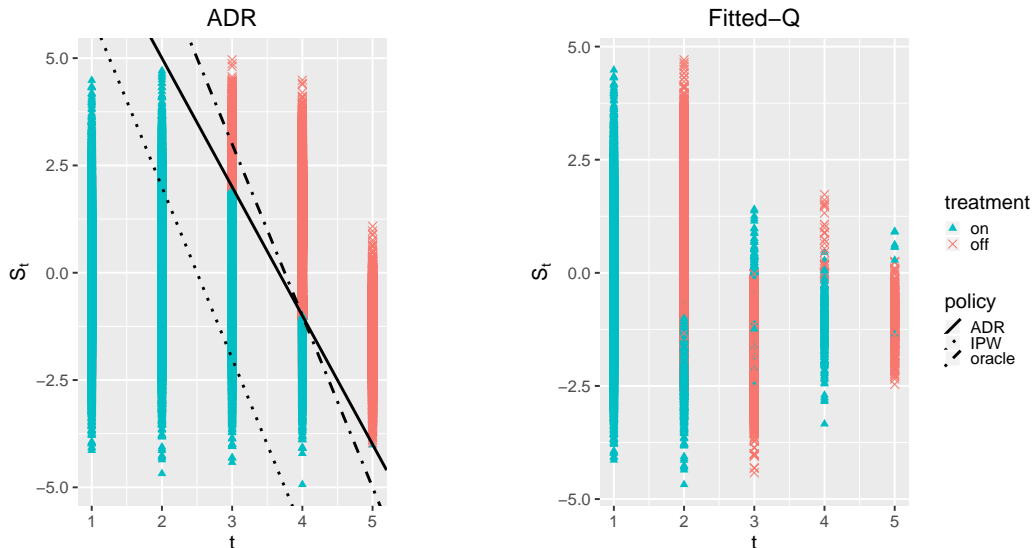 ADR
5.0
2.5
0.0
−2.5
−5.0
S_t
1 2 3 4 5
t
Fitted−Q
5.0
2.5
0.0
−2.5
−5.0
S_t
1 2 3 4 5
t
treatment
on
off
policy
ADR
IPW
oracle